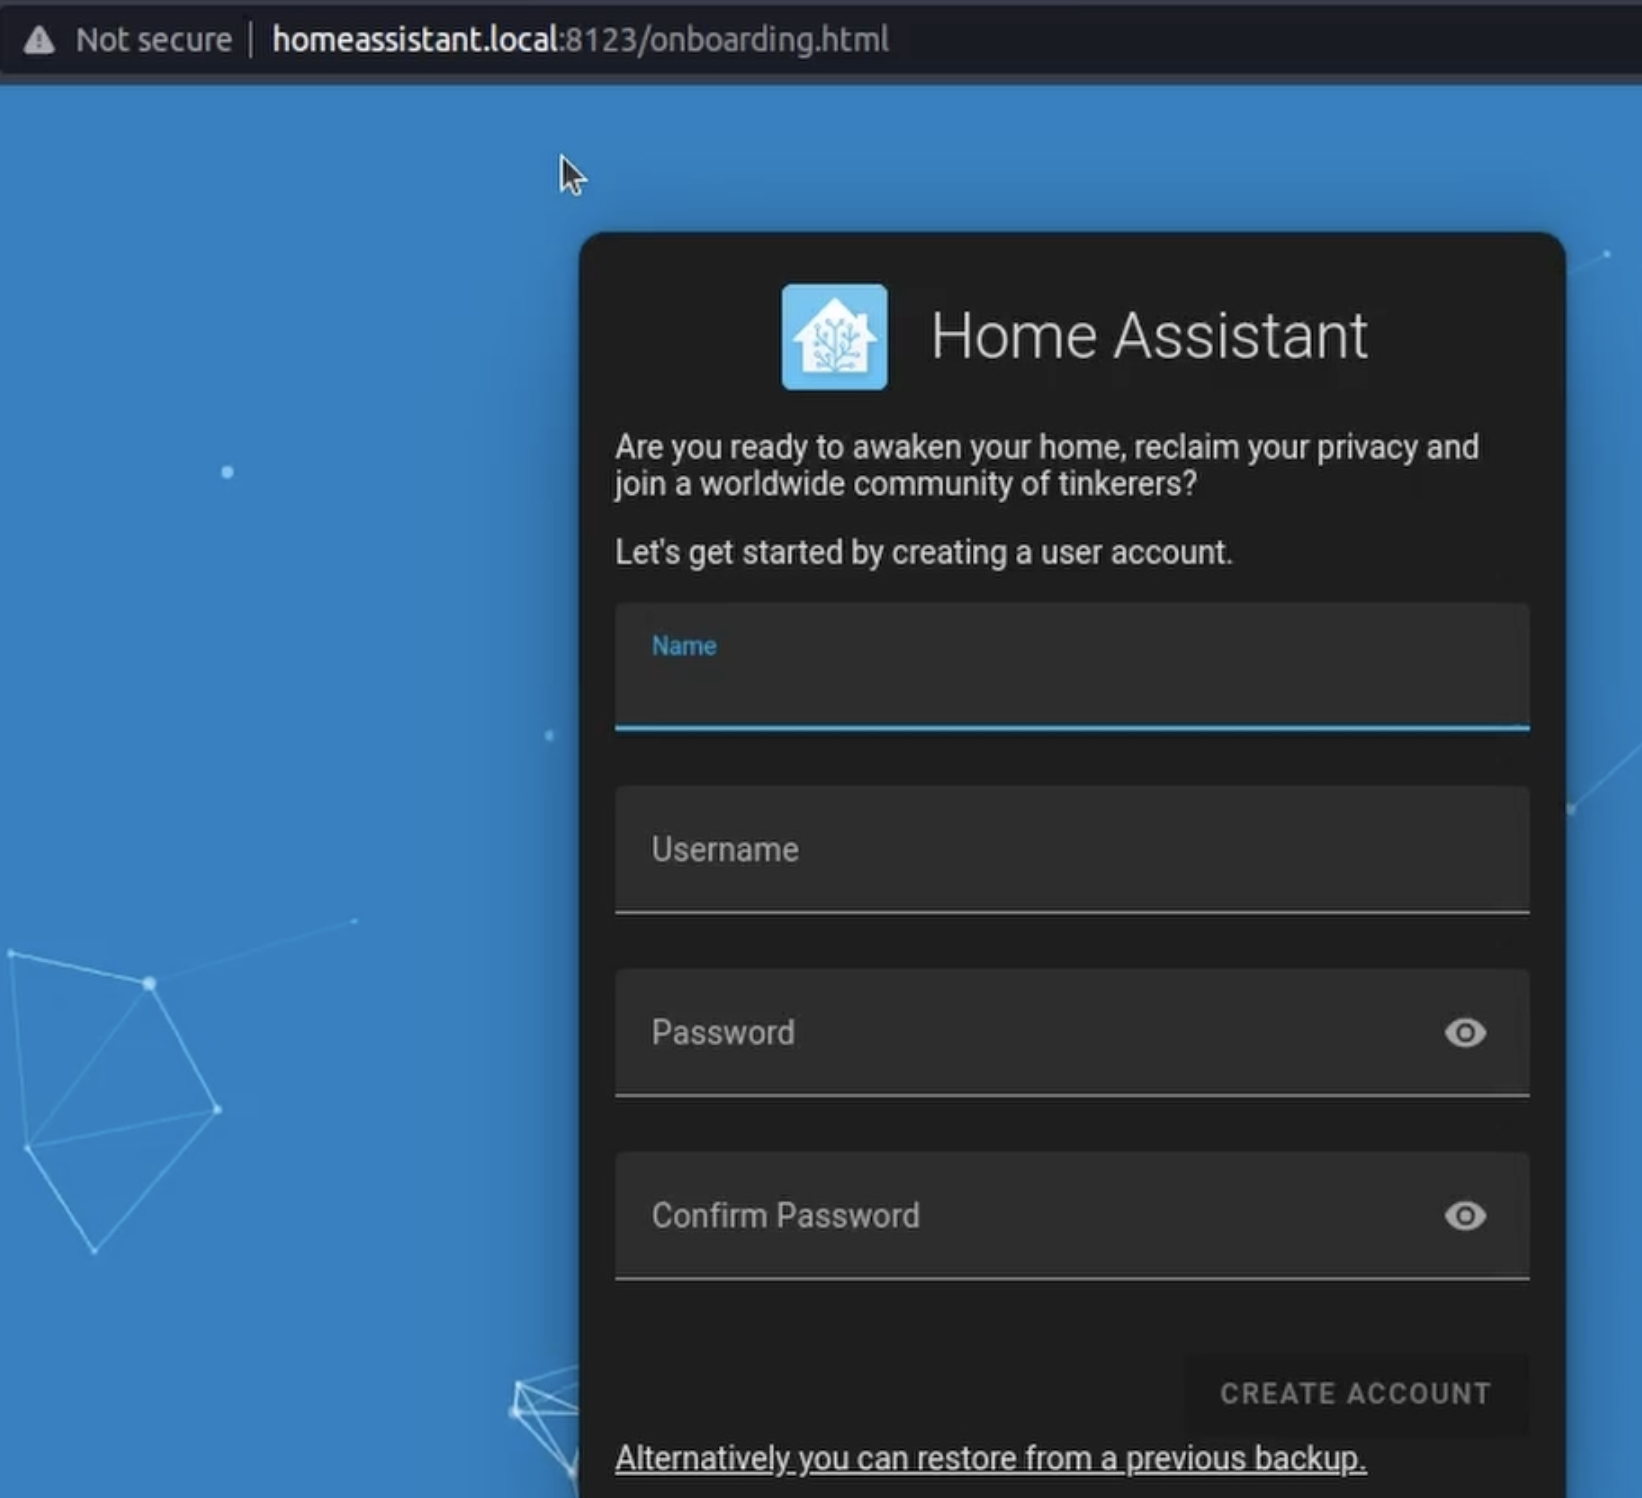 Not secure | homeassistant.local:8123/onboarding.html
Home Assistant
Are you ready to awaken your home, reclaim your privacy and
join a worldwide community of tinkerers?
Let's get started by creating a user account.
Name
Username
Password
Confirm Password
CREATE ACCOUNT
Alternatively you can restore from a previous backup.